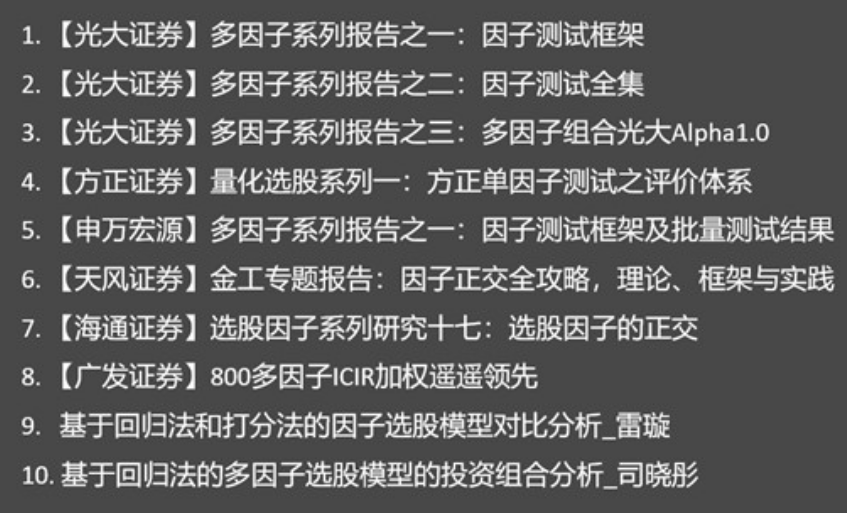 1. 【光大证券】多因子系列报告之一：因子测试框架
2. 【光大证券】多因子系列报告之二：因子测试全集
3. 【光大证券】多因子系列报告之三：多因子组合光大Alpha1.0
4. 【方正证券】量化选股系列一：方正单因子测试之评价体系
5. 【申万宏源】多因子系列报告之一：因子测试框架及批量测试结果
6. 【天风证券】金工专题报告：因子正交全攻略，理论、框架与实践
7. 【海通证券】选股因子系列研究十七：选股因子的正交
8. 【广发证券】800多因子ICIR加权遥遥领先
9. 基于回归法和打分法的因子选股模型对比分析_雷璇
10. 基于回归法的多因子选股模型的投资组合分析_司晓彤